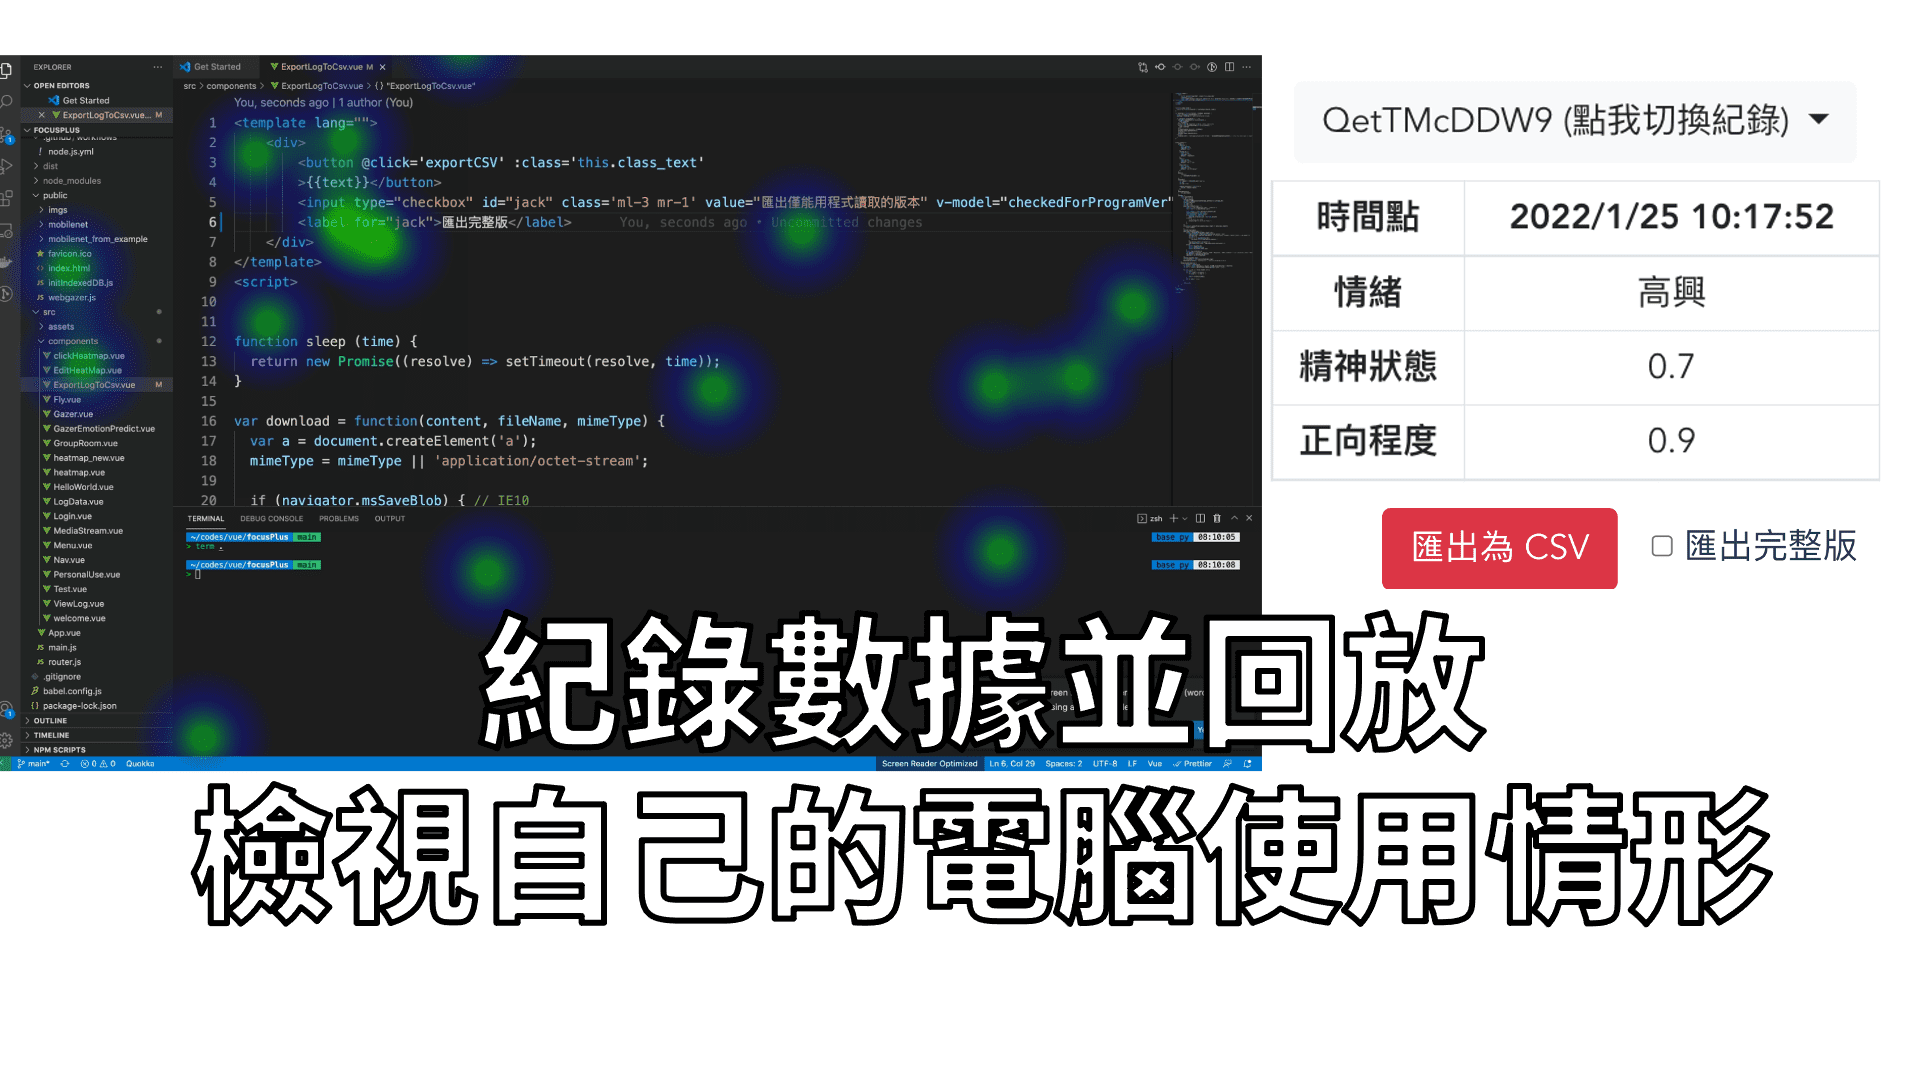 EXPLORER
OPEN EDITORS
Get Started
ExportLogToCsv.vue... M
FOCUSPLUS
.github/workflows
node.js.yml
dist
node_modules
public
imgs
mobilenet
mobilenet_from_example
favicon.ico
index.html
initIndexedDB.js
webgazer.js
src
assets
components
clickHeatmap.vue
EditHeatMap.vue
ExportLogToCsv.vue M
Fly.vue
Gazer.vue
GazerEmotionPredict.vue
GroupRoom.vue
heatmap_new.vue
heatmap.vue
HelloWorld.vue
LogData.vue
Login.vue
MediaStream.vue
Menu.vue
Nav.vue
PersonalUse.vue
Test.vue
ViewLog.vue
welcome.vue
App.vue
main.js
router.js
.gitignore
babel.config.js
package-lock.json
OUTLINE
TIMELINE
NPM SCRIPTS
Get Started ExportLogToCsv.vue M
src > components > ExportLogToCsv.vue > {} "ExportLogToCsv.vue"
You, seconds ago | 1 author (You)
1 <template lang="">
2 <div>
3 <button @click='exportCSV' :class='this.class_text'
4 >{{text}}</button>
5 <input type="checkbox" id="jack" class='ml-3 mr-1' value="匯出僅能用程式讀取的版本" v-model="checkedForProgramVer"
6 <label for="jack">匯出完整版</label> You, seconds ago • Uncommitted changes
7 </div>
8 </template>
9 <script>
10
11
12 function sleep (time) {
13 return new Promise((resolve) => setTimeout(resolve, time));
14 }
15
16 var download = function(content, fileName, mimeType) {
17 var a = document.createElement('a');
18 mimeType = mimeType || 'application/octet-stream';
19
20 if (navigator.msSaveBlob) { // IE10
TERMINAL DEBUG CONSOLE PROBLEMS OUTPUT
zsh
~/codes/vue/focusPlus main base py 08:10:05
> term .
~/codes/vue/focusPlus main base py 08:10:08
>
main* 0 0 Quokka
Screen Reader Optimized Ln 6, Col 29 Spaces: 2 UTF-8 LF Vue Prettier
QetTMcDDW9 (點我切換紀錄)
時間點 2022/1/25 10:17:52
情緒 高興
精神狀態 0.7
正向程度 0.9
匯出為 CSV 匯出完整版
紀錄數據並回放
檢視自己的電腦使用情形